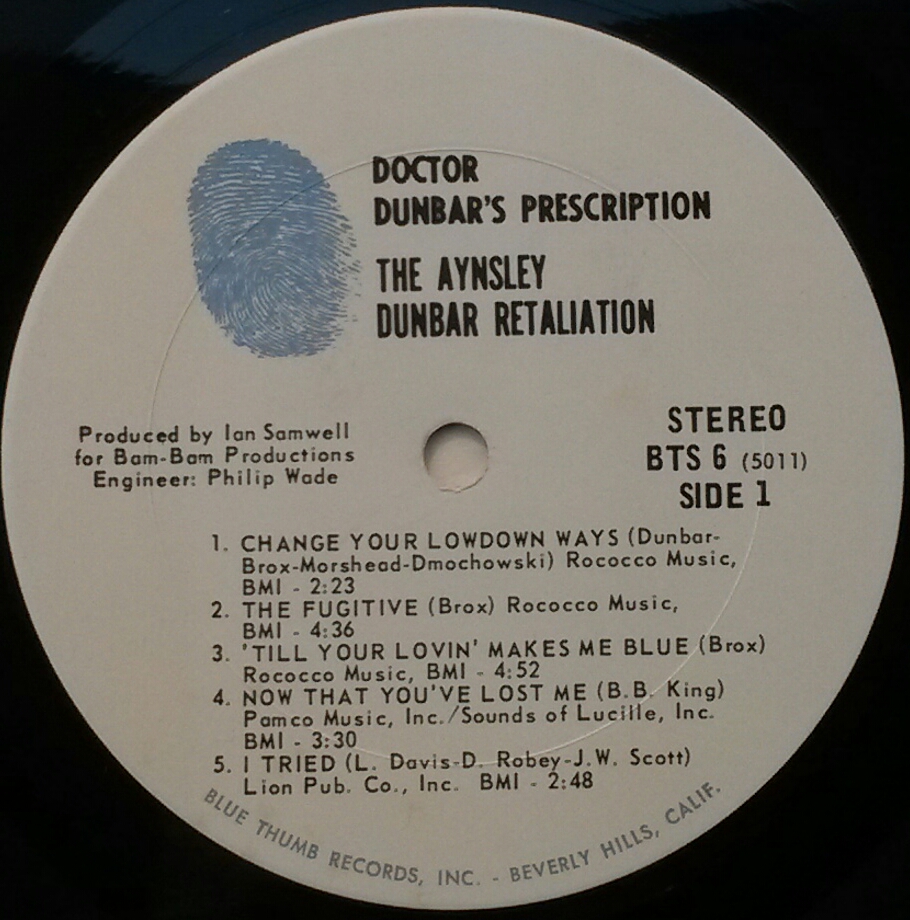 DOCTOR
DUNBAR'S PRESCRIPTION
THE AYNSLEY
DUNBAR RETALIATION
Produced by Ian Samwell
for Bam-Bam Productions
Engineer: Philip Wade
STEREO
BTS 6 (5011)
SIDE 1
1. CHANGE YOUR LOWDOWN WAYS (Dunbar-
Brox-Morshead-Dmochowski) Rococco Music,
BMI - 2:23
2. THE FUGITIVE (Brox) Rococco Music,
BMI - 4:36
3. 'TILL YOUR LOVIN' MAKES ME BLUE (Brox)
Rococco Music, BMI - 4:52
4. NOW THAT YOU'VE LOST ME (B.B. King)
Pamco Music, Inc./Sounds of Lucille, Inc.
BMI - 3:30
5. I TRIED (L. Davis-D. Robey-J.W. Scott)
Lion Pub. Co., Inc. BMI - 2:48
BLUE THUMB RECORDS, INC. - BEVERLY HILLS, CALIF.